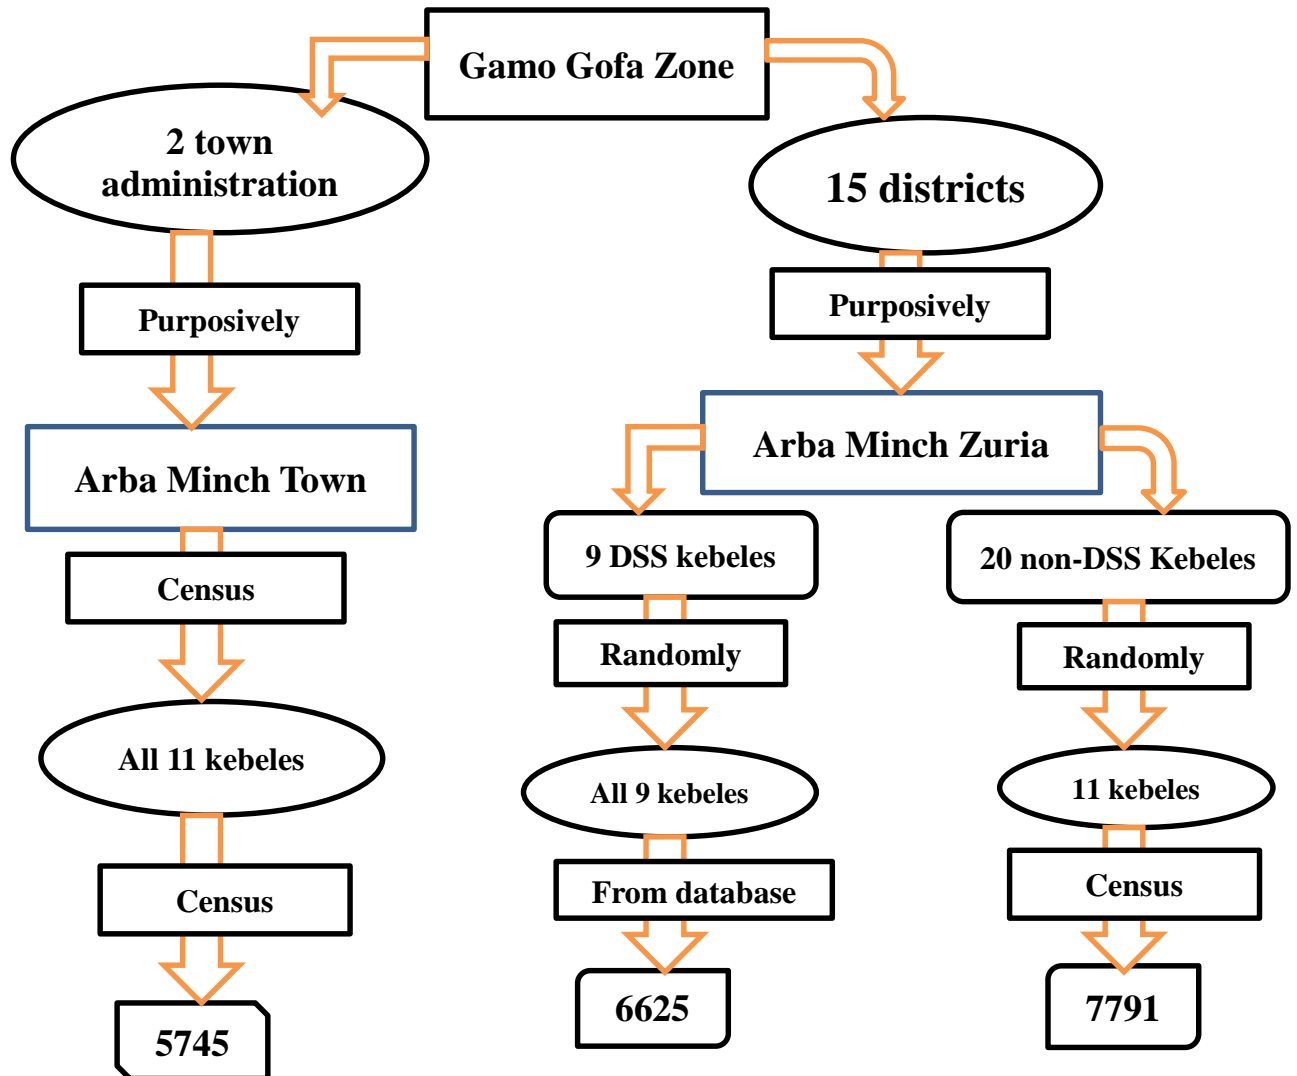 Gamo Gofa Zone
2 town
administration
15 districts
Purposively
Purposively
Arba Minch Town
Arba Minch Zuria
Census
9 DSS kebeles
20 non-DSS Kebeles
Randomly
Randomly
All 11 kebeles
All 9 kebeles
11 kebeles
Census
From database
Census
5745
6625
7791